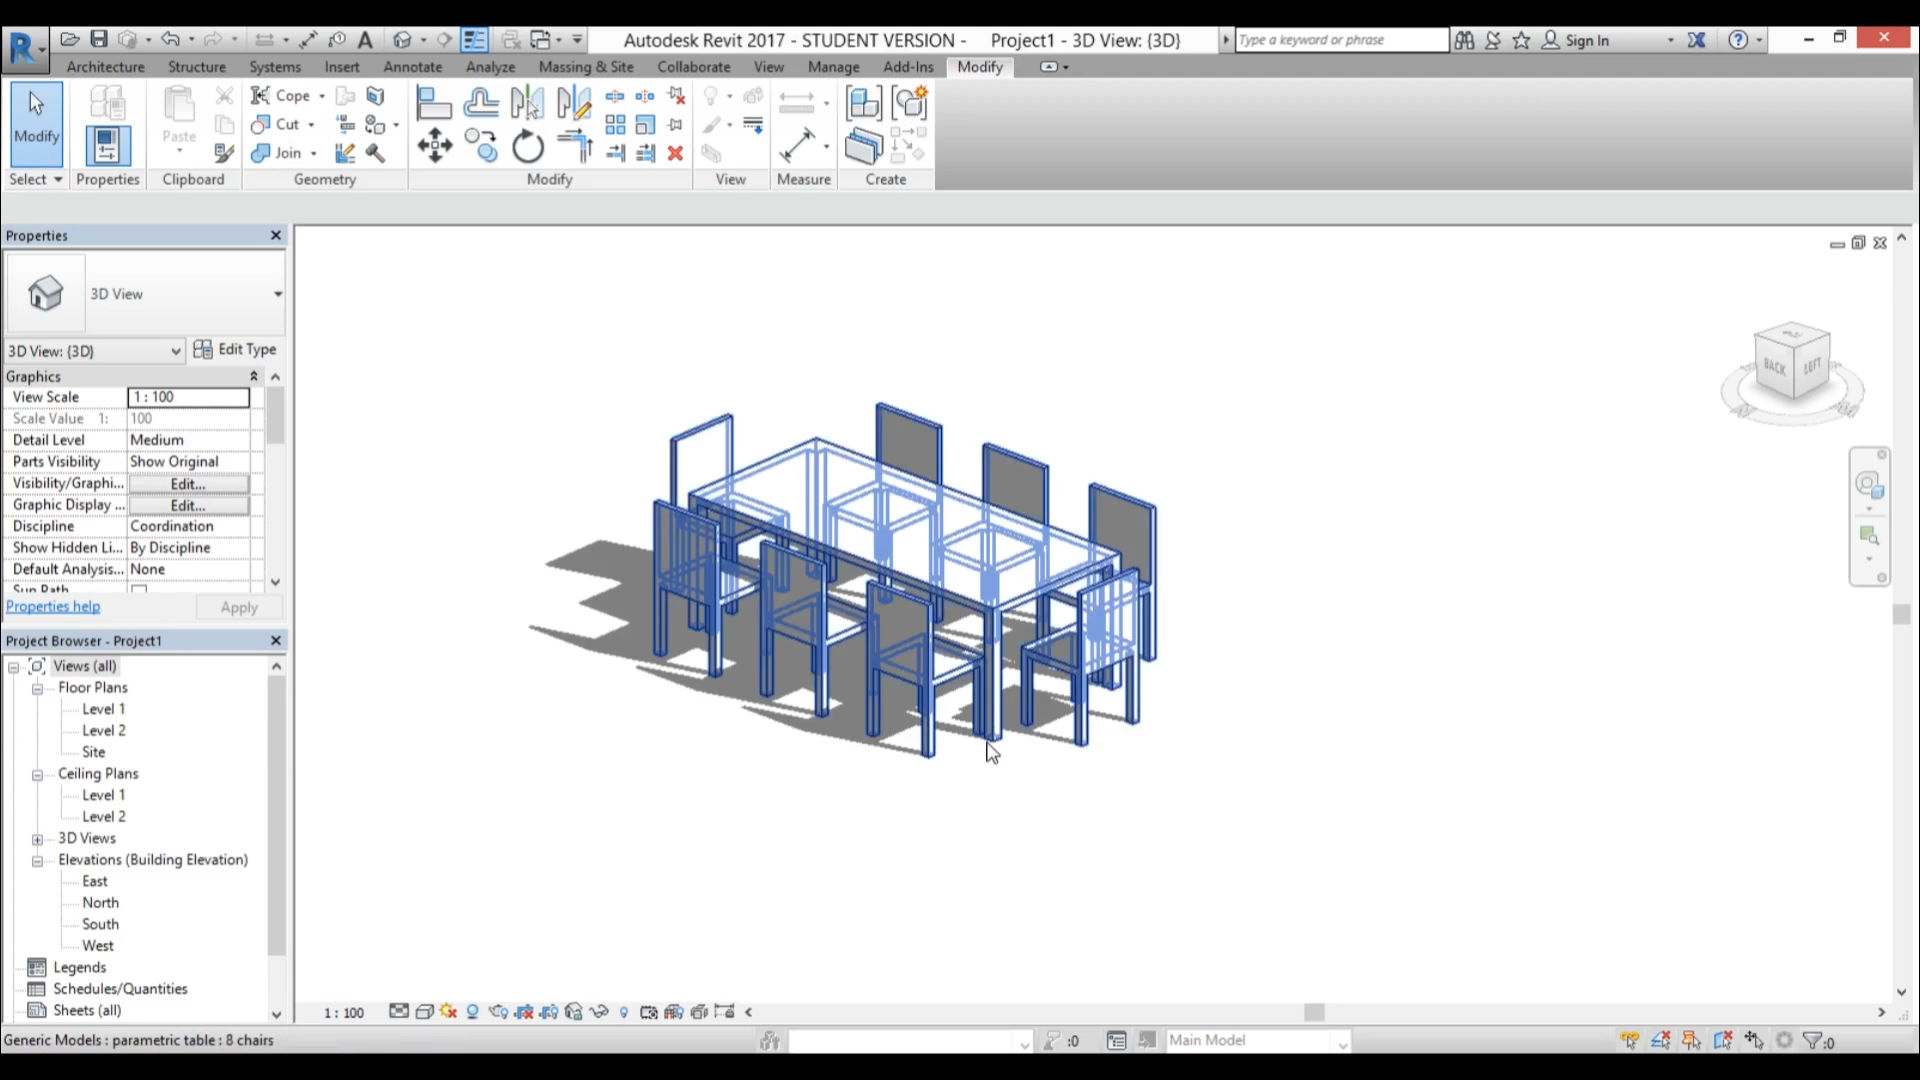 Autodesk Revit 2017 - STUDENT VERSION - Project1 - 3D View: {3D}
Type a keyword or phrase
Sign In
Architecture Structure Systems Insert Annotate Analyze Massing & Site Collaborate View Manage Add-Ins Modify
Modify Paste Cope
Cut
Join
Select Properties Clipboard Geometry Modify View Measure Create
Properties
3D View
3D View: {3D} Edit Type
Graphics
View Scale 1 : 100
Scale Value 1: 100
Detail Level Medium
Parts Visibility Show Original
Visibility/Graphi... Edit...
Graphic Display ... Edit...
Discipline Coordination
Show Hidden Li... By Discipline
Default Analysis... None
Sun Path
Properties help Apply
Project Browser - Project1
Views (all)
Floor Plans
Level 1
Level 2
Site
Ceiling Plans
Level 1
Level 2
3D Views
Elevations (Building Elevation)
East
North
South
West
Legends
Schedules/Quantities
Sheets (all)
BACK LEFT
1 : 100
Generic Models : parametric table : 8 chairs
:0
Main Model
:0